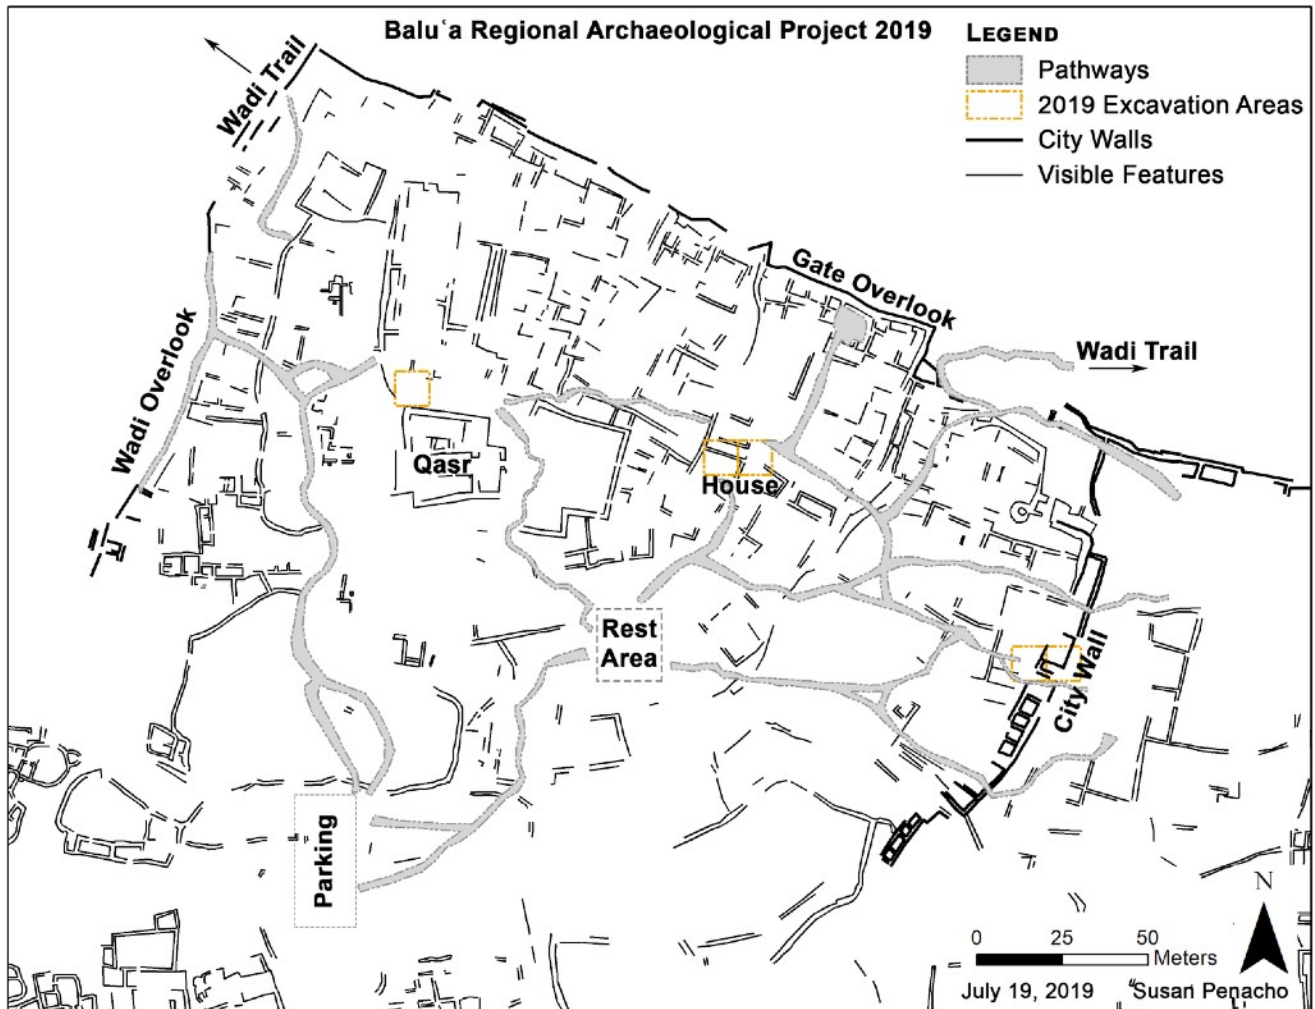 Baluʿa Regional Archaeological Project 2019
LEGEND
Pathways
2019 Excavation Areas
City Walls
Visible Features
Wadi Trail
Gate Overlook
Wadi Trail
Wadi Overlook
Qasr
House
Rest
Area
City Wall
Parking
N
0 25 50
Meters
July 19, 2019 Susan Penacho